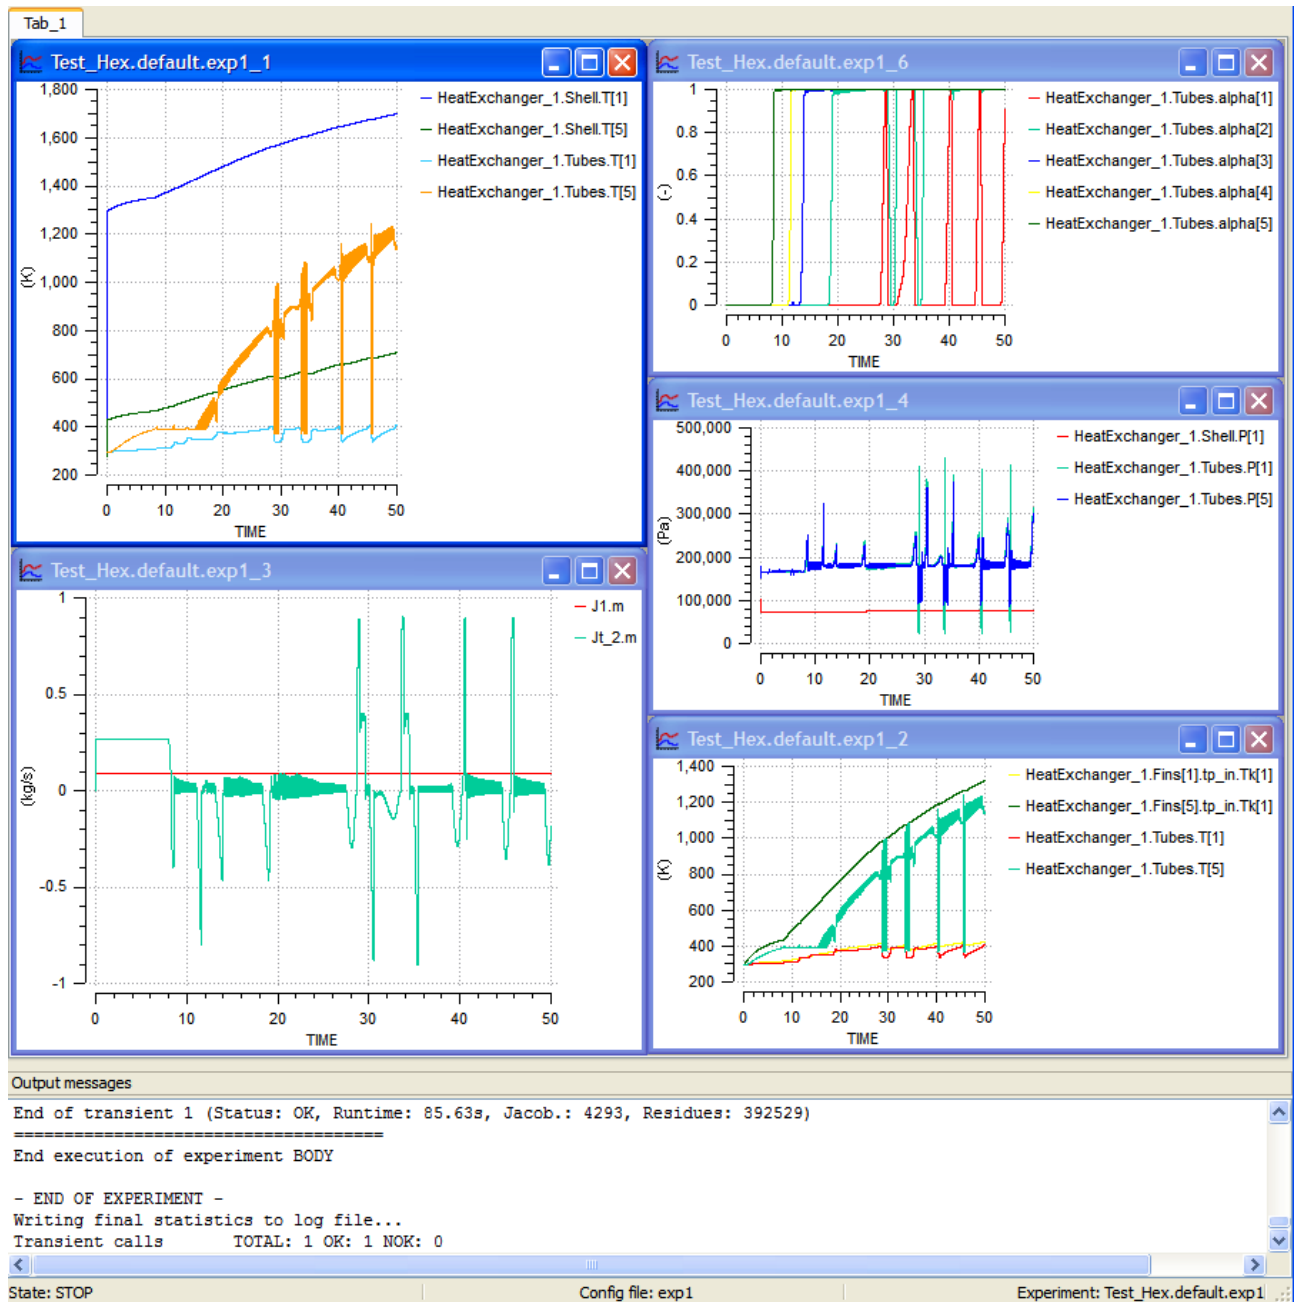 Tab_1
Test_Hex.default.exp1_1
1,800
1,600
1,400
1,200
1,000
800
600
400
200
(K)
0 10 20 30 40 50
TIME
HeatExchanger_1.Shell.T[1]
HeatExchanger_1.Shell.T[5]
HeatExchanger_1.Tubes.T[1]
HeatExchanger_1.Tubes.T[5]
Test_Hex.default.exp1_6
1
0.8
0.6
0.4
0.2
0
(-)
0 10 20 30 40 50
TIME
HeatExchanger_1.Tubes.alpha[1]
HeatExchanger_1.Tubes.alpha[2]
HeatExchanger_1.Tubes.alpha[3]
HeatExchanger_1.Tubes.alpha[4]
HeatExchanger_1.Tubes.alpha[5]
Test_Hex.default.exp1_4
500,000
400,000
300,000
200,000
100,000
0
(Pa)
0 10 20 30 40 50
TIME
HeatExchanger_1.Shell.P[1]
HeatExchanger_1.Tubes.P[1]
HeatExchanger_1.Tubes.P[5]
Test_Hex.default.exp1_3
1
0.5
0
-0.5
-1
(kg/s)
0 10 20 30 40 50
TIME
J1.m
Jt_2.m
Test_Hex.default.exp1_2
1,400
1,200
1,000
800
600
400
200
(K)
0 10 20 30 40 50
TIME
HeatExchanger_1.Fins[1].tp_in.Tk[1]
HeatExchanger_1.Fins[5].tp_in.Tk[1]
HeatExchanger_1.Tubes.T[1]
HeatExchanger_1.Tubes.T[5]
Output messages
End of transient 1 (Status: OK, Runtime: 85.63s, Jacob.: 4293, Residues: 392529)
=====================================
End execution of experiment BODY
- END OF EXPERIMENT -
Writing final statistics to log file...
Transient calls TOTAL: 1 OK: 1 NOK: 0
State: STOP
Config file: exp1
Experiment: Test_Hex.default.exp1